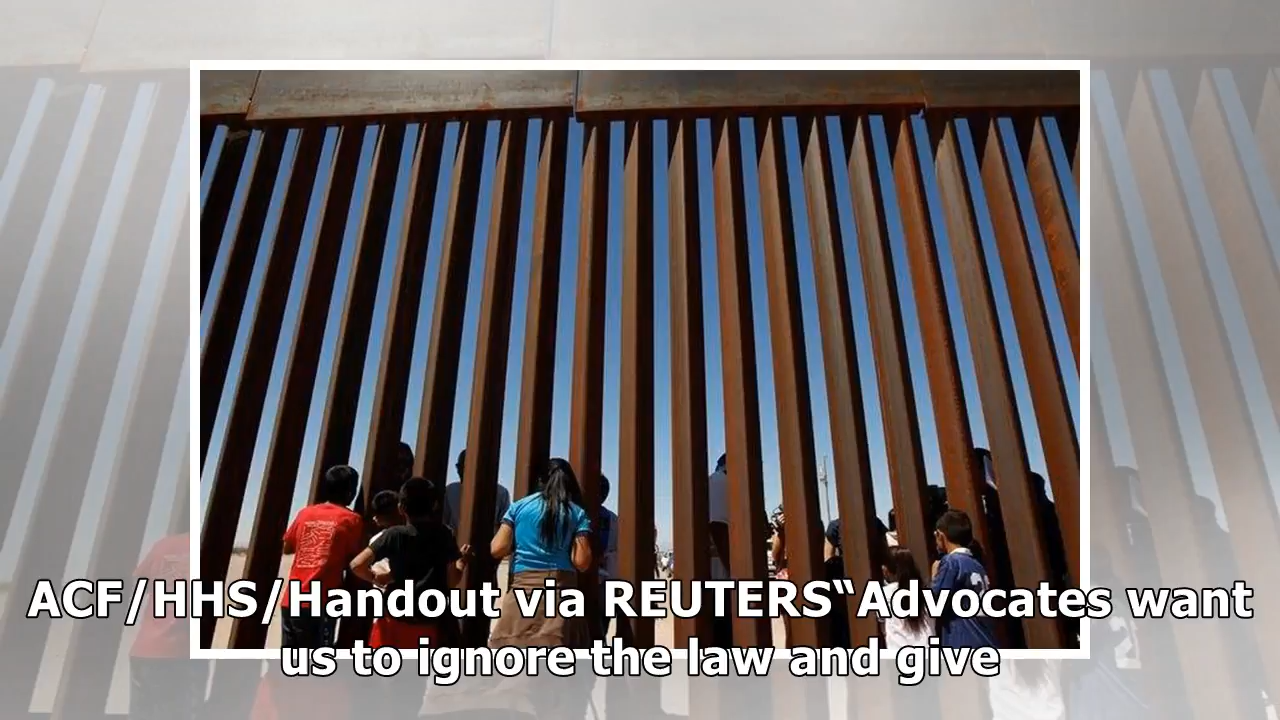 ACF/HHS/Handout via REUTERS“Advocates want
us to ignore the law and give